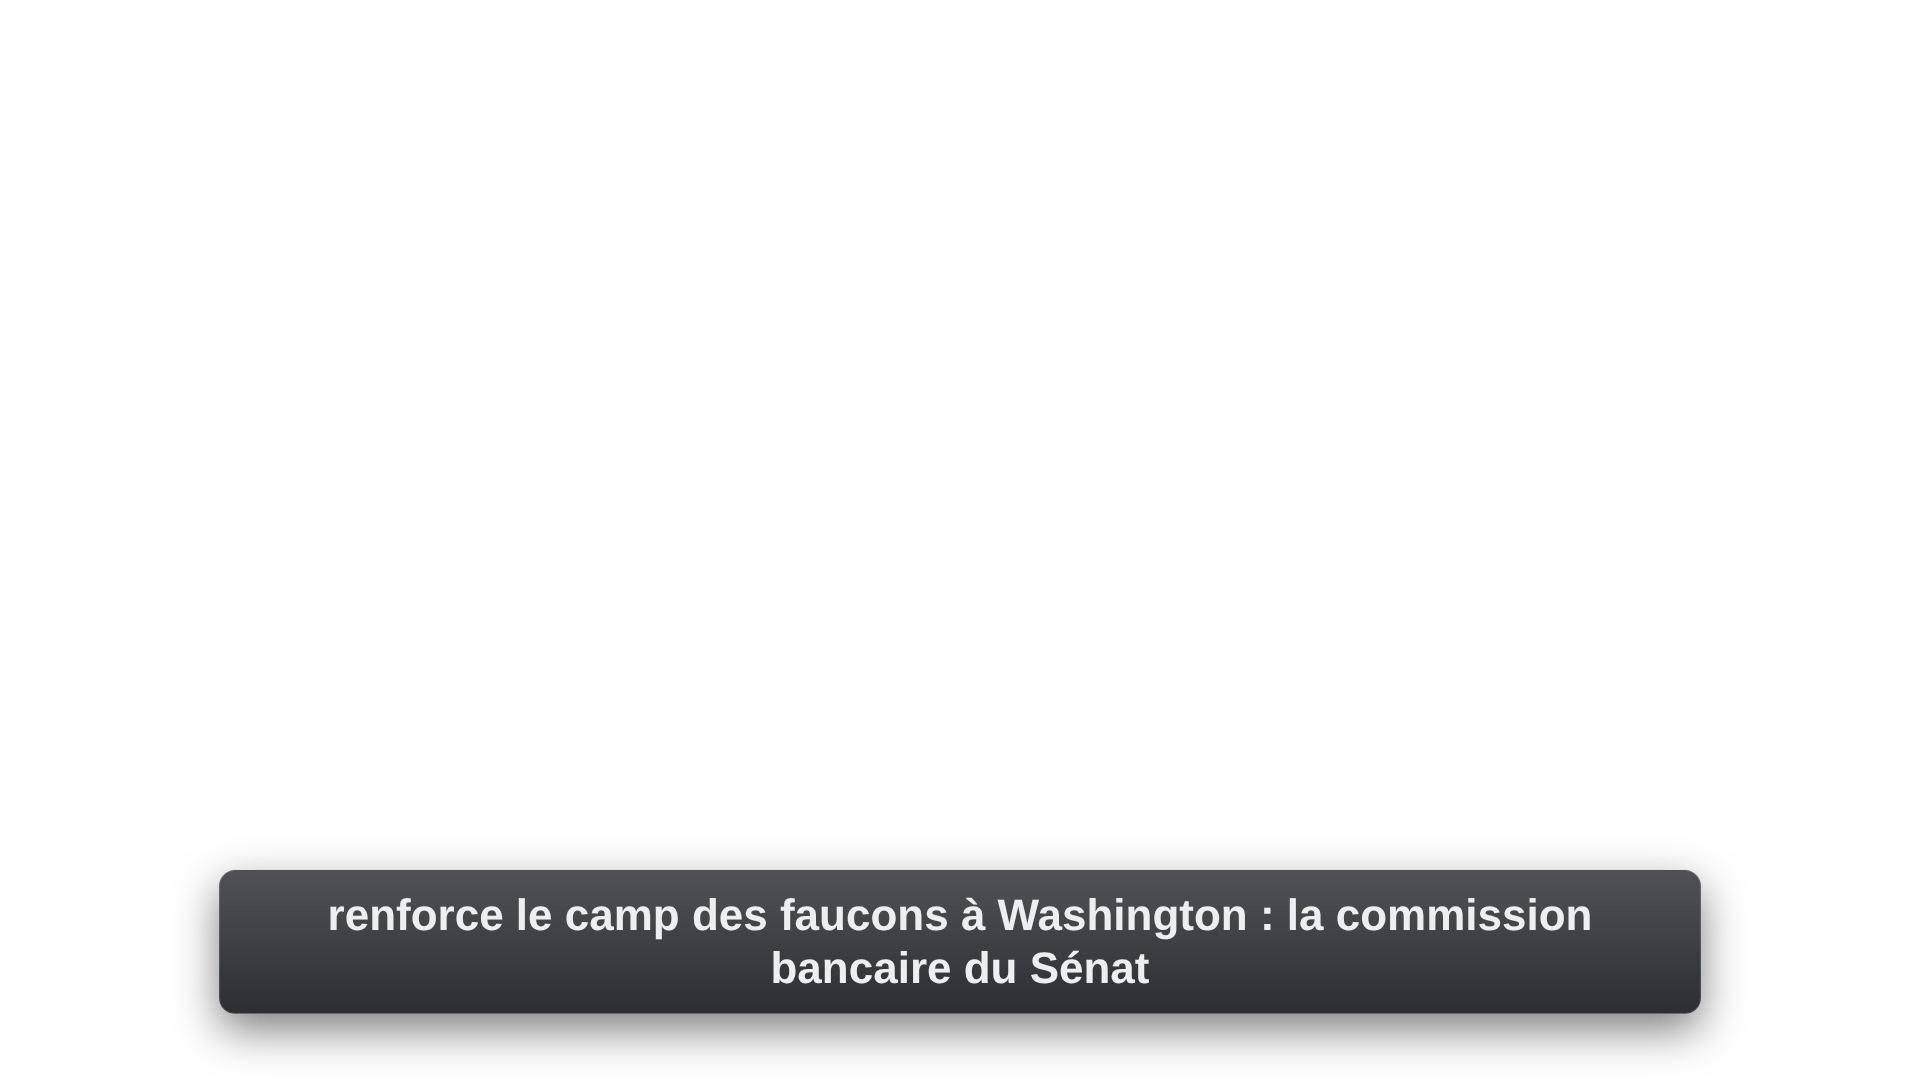 renforce le camp des faucons à Washington : la commission
bancaire du Sénat